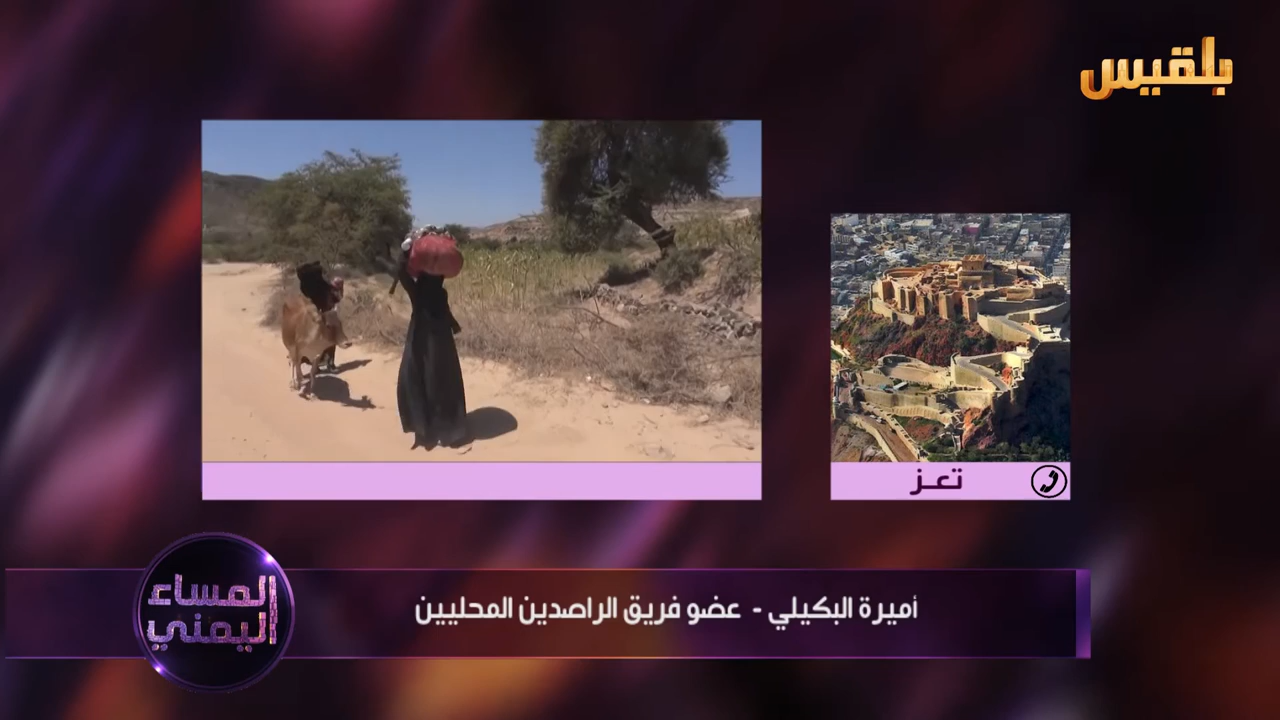 بلقيس
تعـز
أميرة البكيلي - عضو فريق الراصدين المحليين
المساء
اليمني